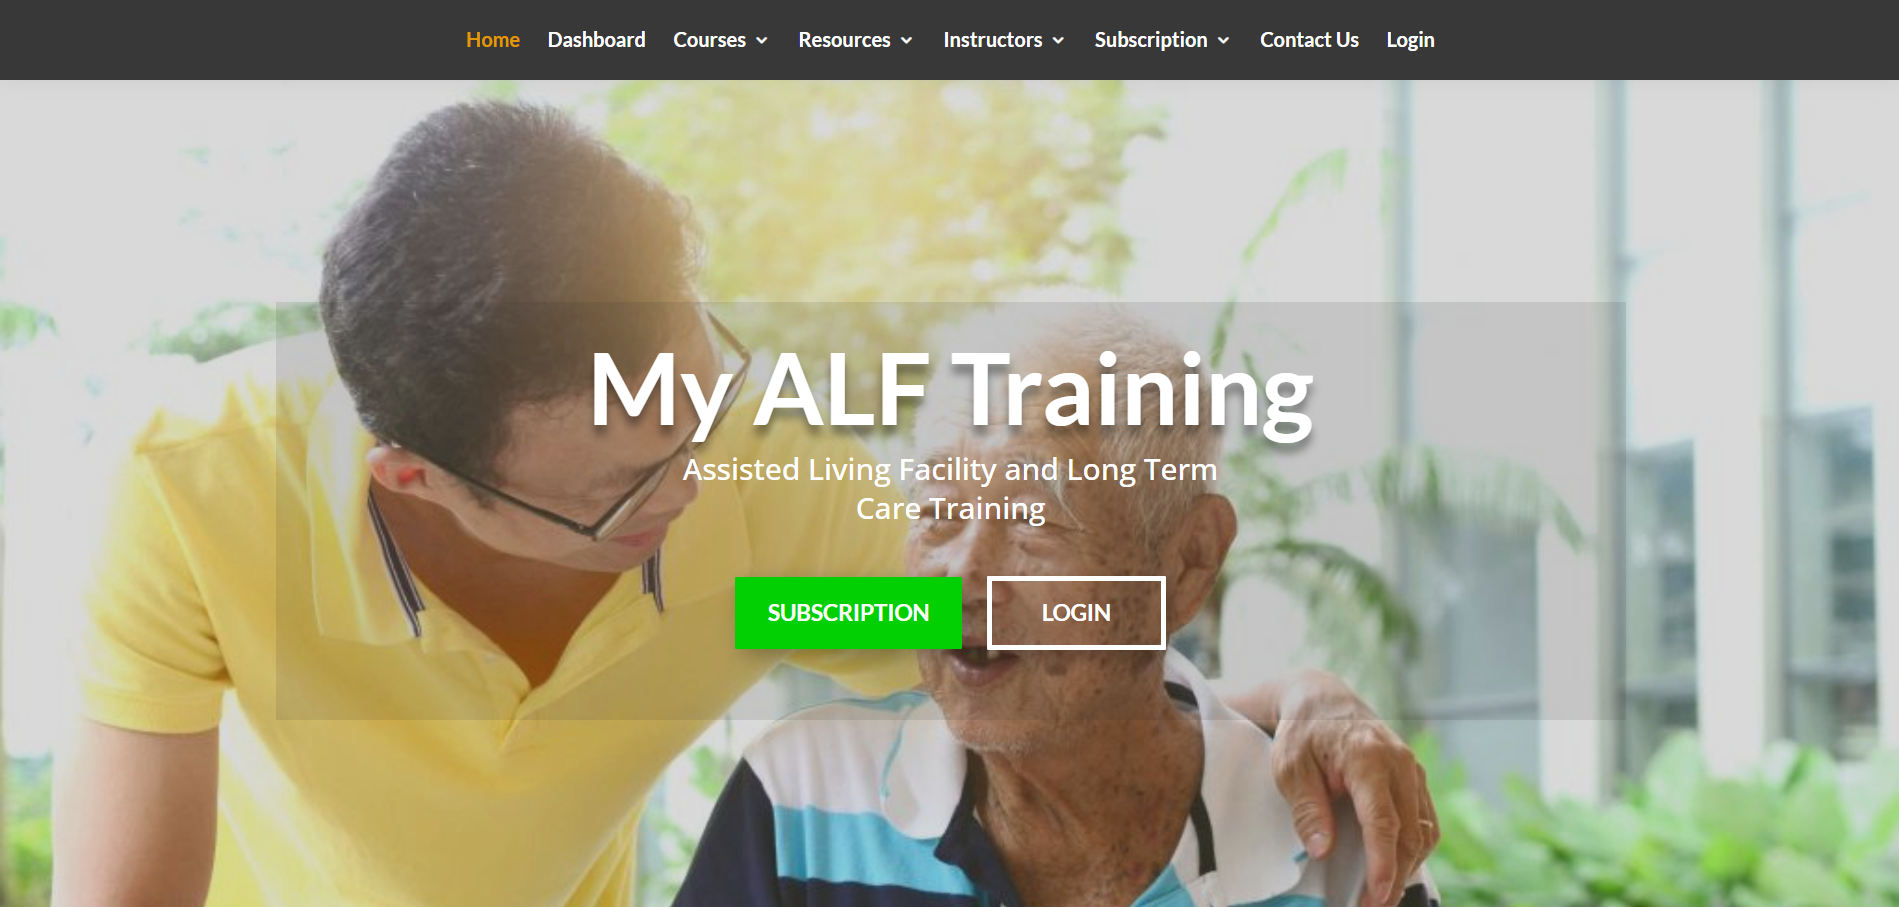 Home Dashboard Courses Resources Instructors Subscription Contact Us Login
My ALF Training
Assisted Living Facility and Long Term
Care Training
SUBSCRIPTION LOGIN